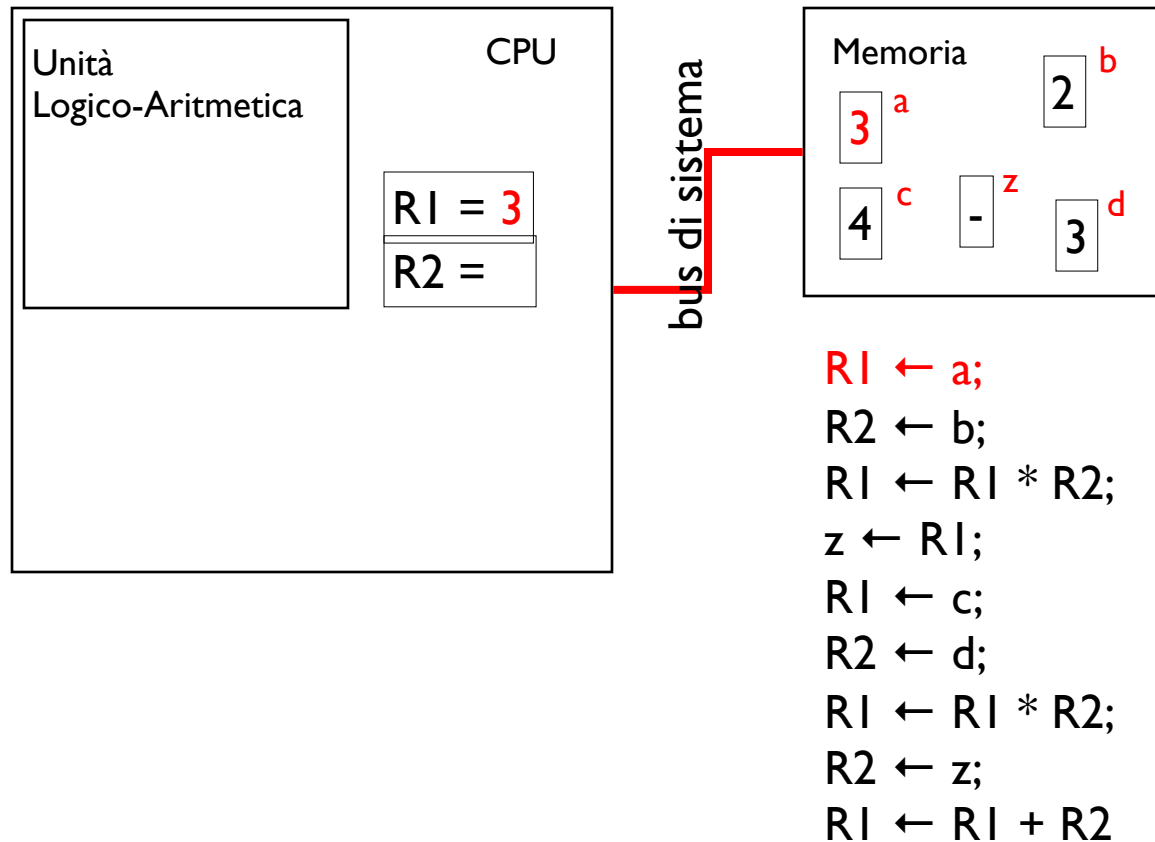 Unità
Logico-Aritmetica
CPU
R1 = 3
R2 =
bus di sistema
Memoria
3 a
2 b
4 c
- z
3 d
R1 ← a;
R2 ← b;
R1 ← R1 * R2;
z ← R1;
R1 ← c;
R2 ← d;
R1 ← R1 * R2;
R2 ← z;
R1 ← R1 + R2